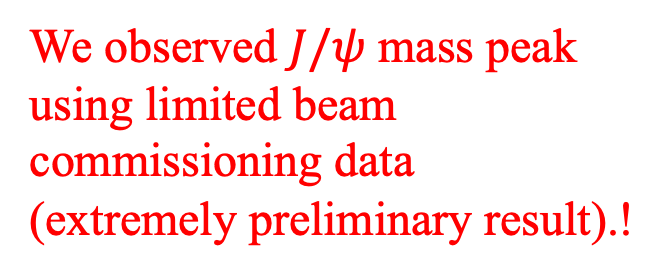 We observed J/ψ mass peak
using limited beam
commissioning data
(extremely preliminary result).!